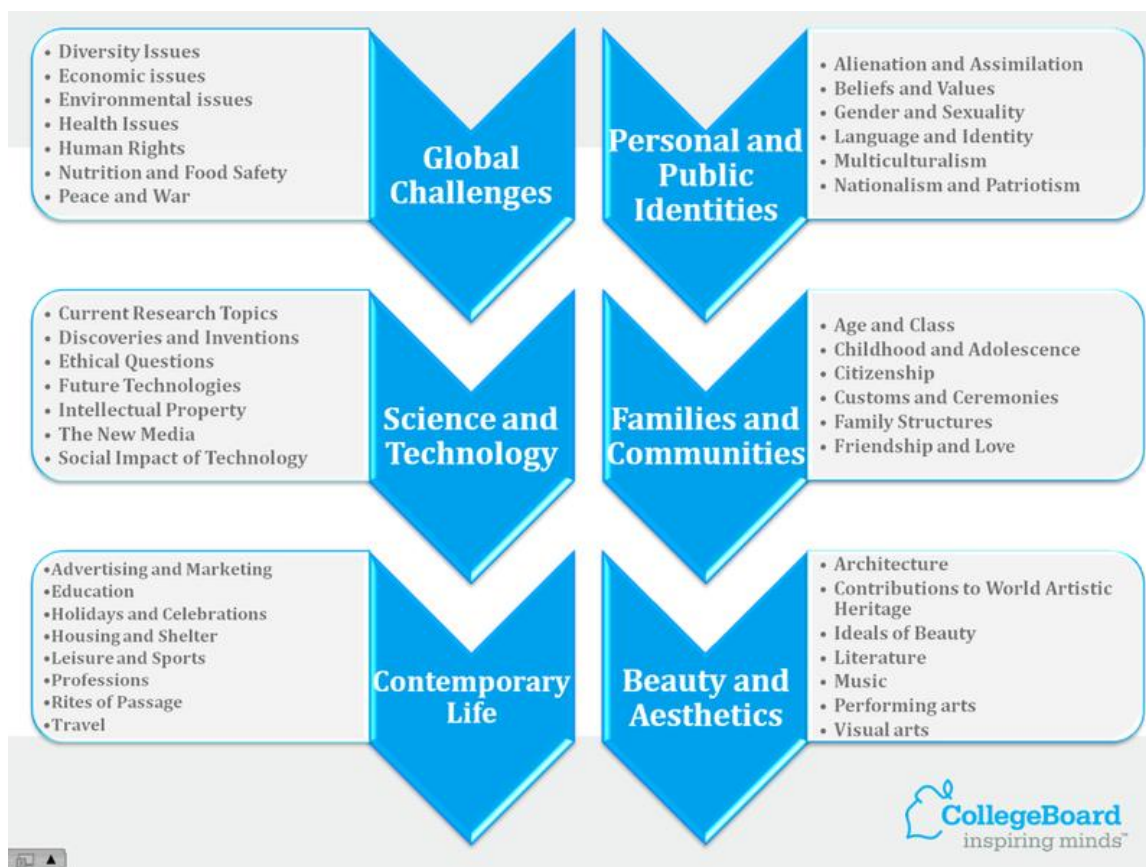 • Diversity Issues
• Economic issues
• Environmental issues
• Health Issues
• Human Rights
• Nutrition and Food Safety
• Peace and War
Global
Challenges
Personal and
Public
Identities
• Alienation and Assimilation
• Beliefs and Values
• Gender and Sexuality
• Language and Identity
• Multiculturalism
• Nationalism and Patriotism
• Current Research Topics
• Discoveries and Inventions
• Ethical Questions
• Future Technologies
• Intellectual Property
• The New Media
• Social Impact of Technology
Science and
Technology
Families and
Communities
• Age and Class
• Childhood and Adolescence
• Citizenship
• Customs and Ceremonies
• Family Structures
• Friendship and Love
•Advertising and Marketing
•Education
•Holidays and Celebrations
•Housing and Shelter
•Leisure and Sports
•Professions
•Rites of Passage
•Travel
Contemporary
Life
Beauty and
Aesthetics
• Architecture
• Contributions to World Artistic
Heritage
• Ideals of Beauty
• Literature
• Music
• Performing arts
• Visual arts
CollegeBoard
inspiring minds™